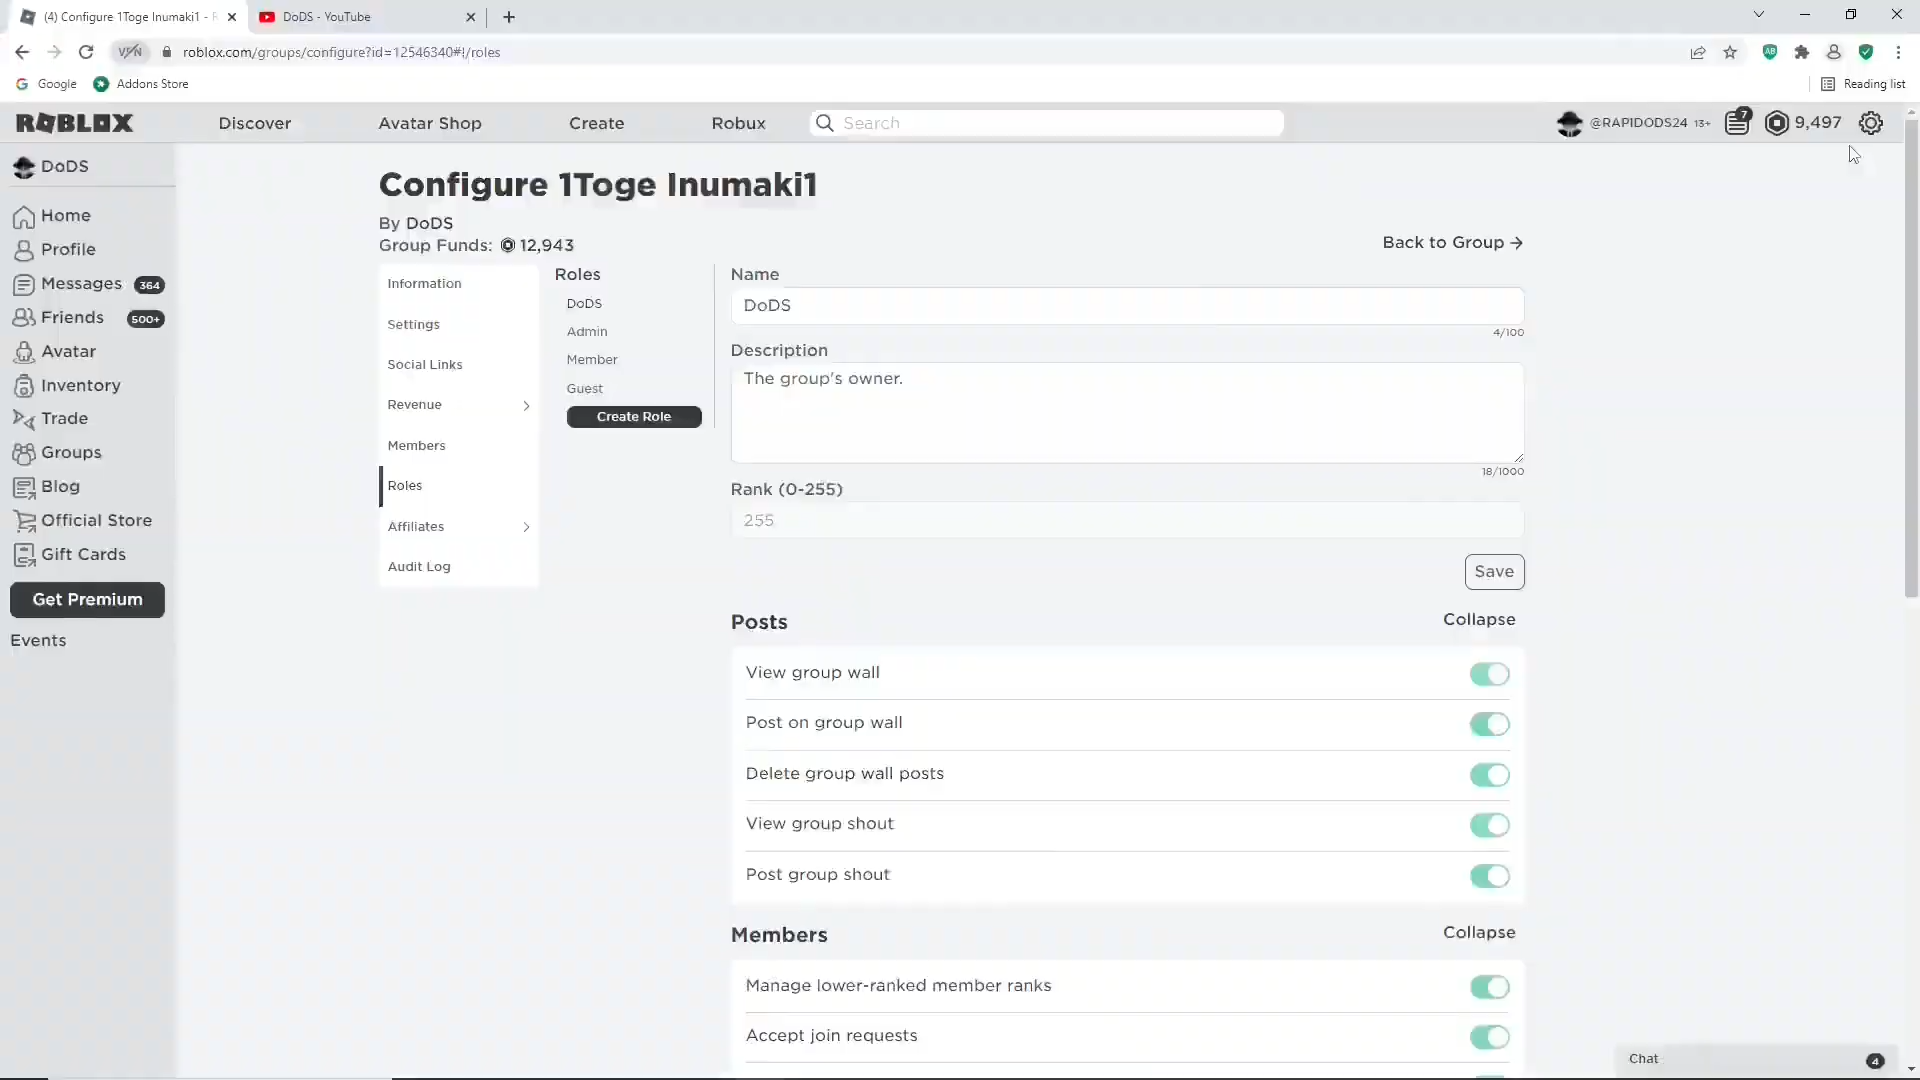 (4) Configure 1Toge Inumaki1 - R
DoDS - YouTube
VPN
roblox.com/groups/configure?id=12546340#!/roles
Google
Addons Store
Reading list
ROBLOX
Discover
Avatar Shop
Create
Robux
Search
@RAPIDODS24 13+
7
9,497
DoDS
Home
Profile
Messages 364
Friends 500+
Avatar
Inventory
Trade
Groups
Blog
Official Store
Gift Cards
Get Premium
Events
Configure 1Toge Inumaki1
By DoDS
Group Funds: 12,943
Back to Group →
Information
Settings
Social Links
Revenue
Members
Roles
Affiliates
Audit Log
Roles
DoDS
Admin
Member
Guest
Create Role
Name
DoDS
4/100
Description
The group's owner.
18/1000
Rank (0-255)
255
Save
Posts
Collapse
View group wall
Post on group wall
Delete group wall posts
View group shout
Post group shout
Members
Collapse
Manage lower-ranked member ranks
Accept join requests
Chat
4